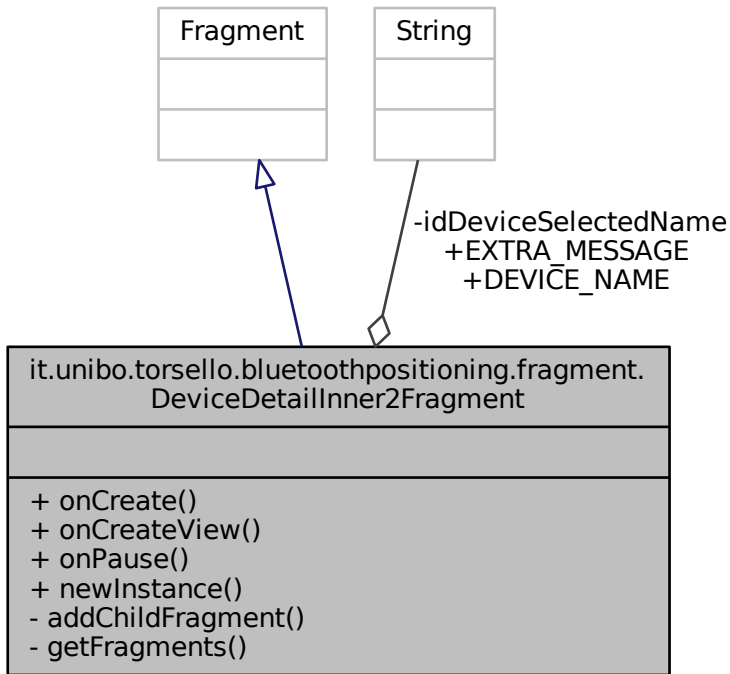 Fragment
String
-idDeviceSelectedName
+EXTRA_MESSAGE
+DEVICE_NAME
it.unibo.torsello.bluetoothpositioning.fragment.
DeviceDetailInner2Fragment
+ onCreate()
+ onCreateView()
+ onPause()
+ newInstance()
- addChildFragment()
- getFragments()